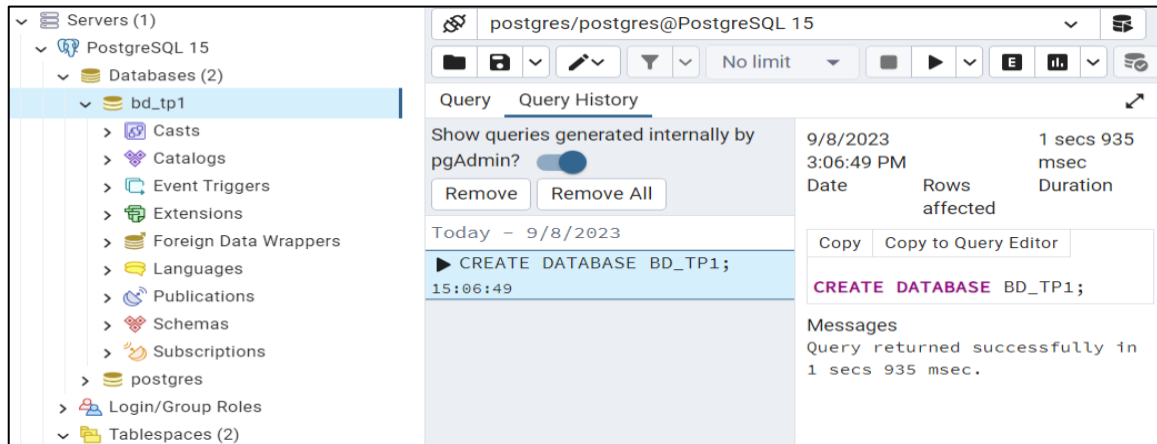 Servers (1)
PostgreSQL 15
Databases (2)
bd_tp1
Casts
Catalogs
Event Triggers
Extensions
Foreign Data Wrappers
Languages
Publications
Schemas
Subscriptions
postgres
Login/Group Roles
Tablespaces (2)
postgres/postgres@PostgreSQL 15
No limit
E
Query Query History
Show queries generated internally by
pgAdmin?
Remove Remove All
Today - 9/8/2023
CREATE DATABASE BD_TP1;
15:06:49
9/8/2023 1 secs 935
3:06:49 PM msec
Date Rows Duration
affected
Copy Copy to Query Editor
CREATE DATABASE BD_TP1;
Messages
Query returned successfully in
1 secs 935 msec.